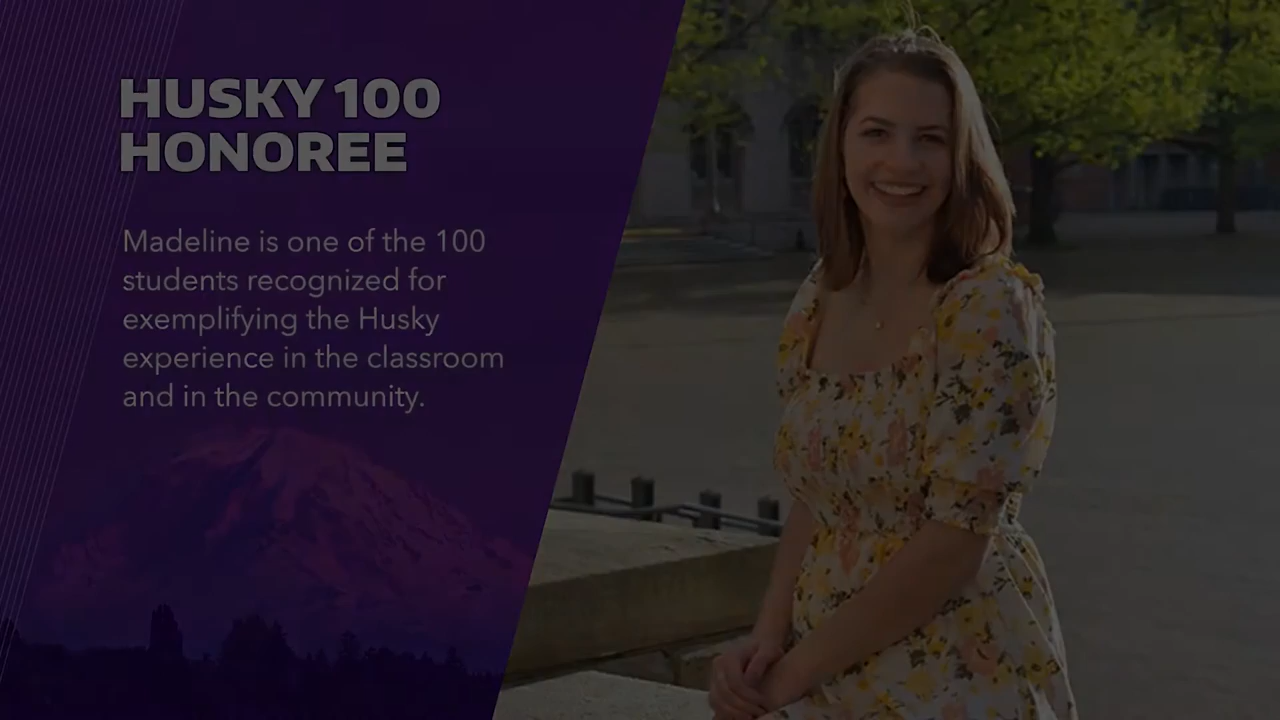 HUSKY 100
HONOREE
Madeline is one of the 100
students recognized for
exemplifying the Husky
experience in the classroom
and in the community.